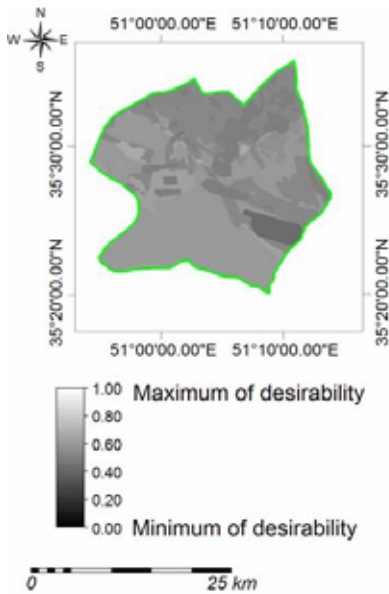 N
W E
S
51°00'00.00"E 51°10'00.00"E
35°30'00.00"N 35°30'00.00"N
35°20'00.00"N 35°20'00.00"N
51°00'00.00"E 51°10'00.00"E
1.00 Maximum of desirability
0.80
0.60
0.40
0.20
0.00 Minimum of desirability
0 25 km